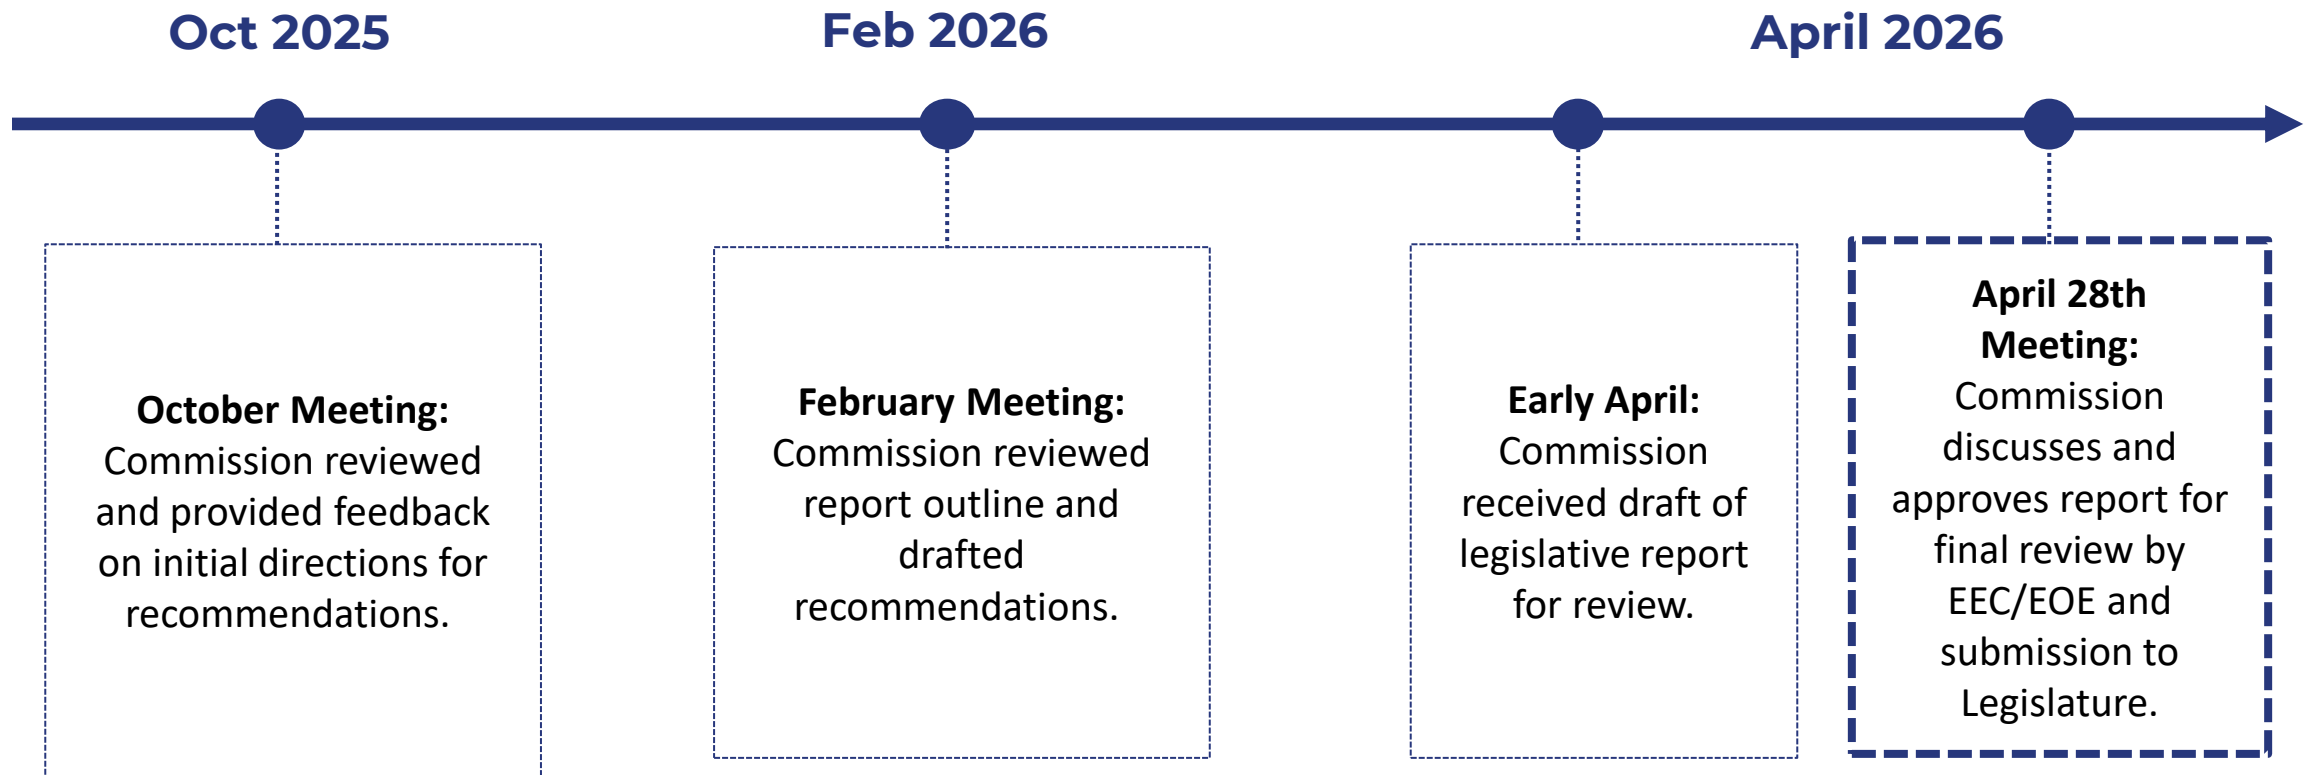 Oct 2025
Feb 2026
April 2026
October Meeting:
Commission reviewed
and provided feedback
on initial directions for
recommendations.
February Meeting:
Commission reviewed
report outline and
drafted
recommendations.
Early April:
Commission
received draft of
legislative report
for review.
April 28th
Meeting:
Commission
discusses and
approves report for
final review by
EEC/EOE and
submission to
Legislature.